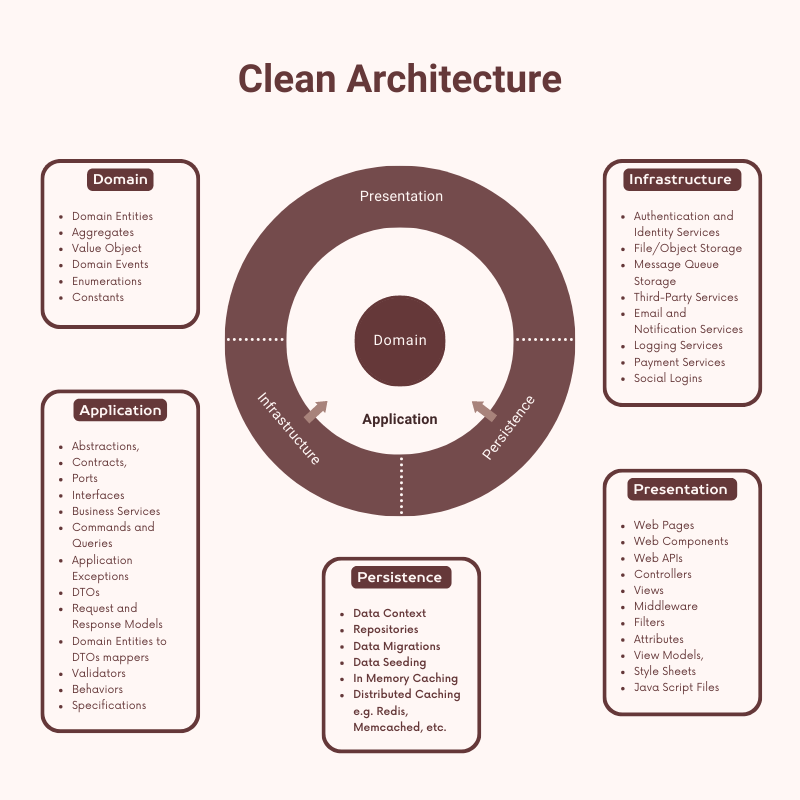 Clean Architecture
Domain
• Domain Entities
• Aggregates
• Value Object
• Domain Events
• Enumerations
• Constants
Application
• Abstractions,
• Contracts,
• Ports
• Interfaces
• Business Services
• Commands and
Queries
• Application
Exceptions
• DTOs
• Request and
Response Models
• Domain Entities to
DTOs mappers
• Validators
• Behaviors
• Specifications
Presentation
Domain
Application
Infrastructure
Persistence
Persistence
• Data Context
• Repositories
• Data Migrations
• Data Seeding
• In Memory Caching
• Distributed Caching
e.g. Redis,
Memcached, etc.
Infrastructure
• Authentication and
Identity Services
• File/Object Storage
• Message Queue
Storage
• Third-Party Services
• Email and
Notification Services
• Logging Services
• Payment Services
• Social Logins
Presentation
• Web Pages
• Web Components
• Web APIs
• Controllers
• Views
• Middleware
• Filters
• Attributes
• View Models,
• Style Sheets
• Java Script Files